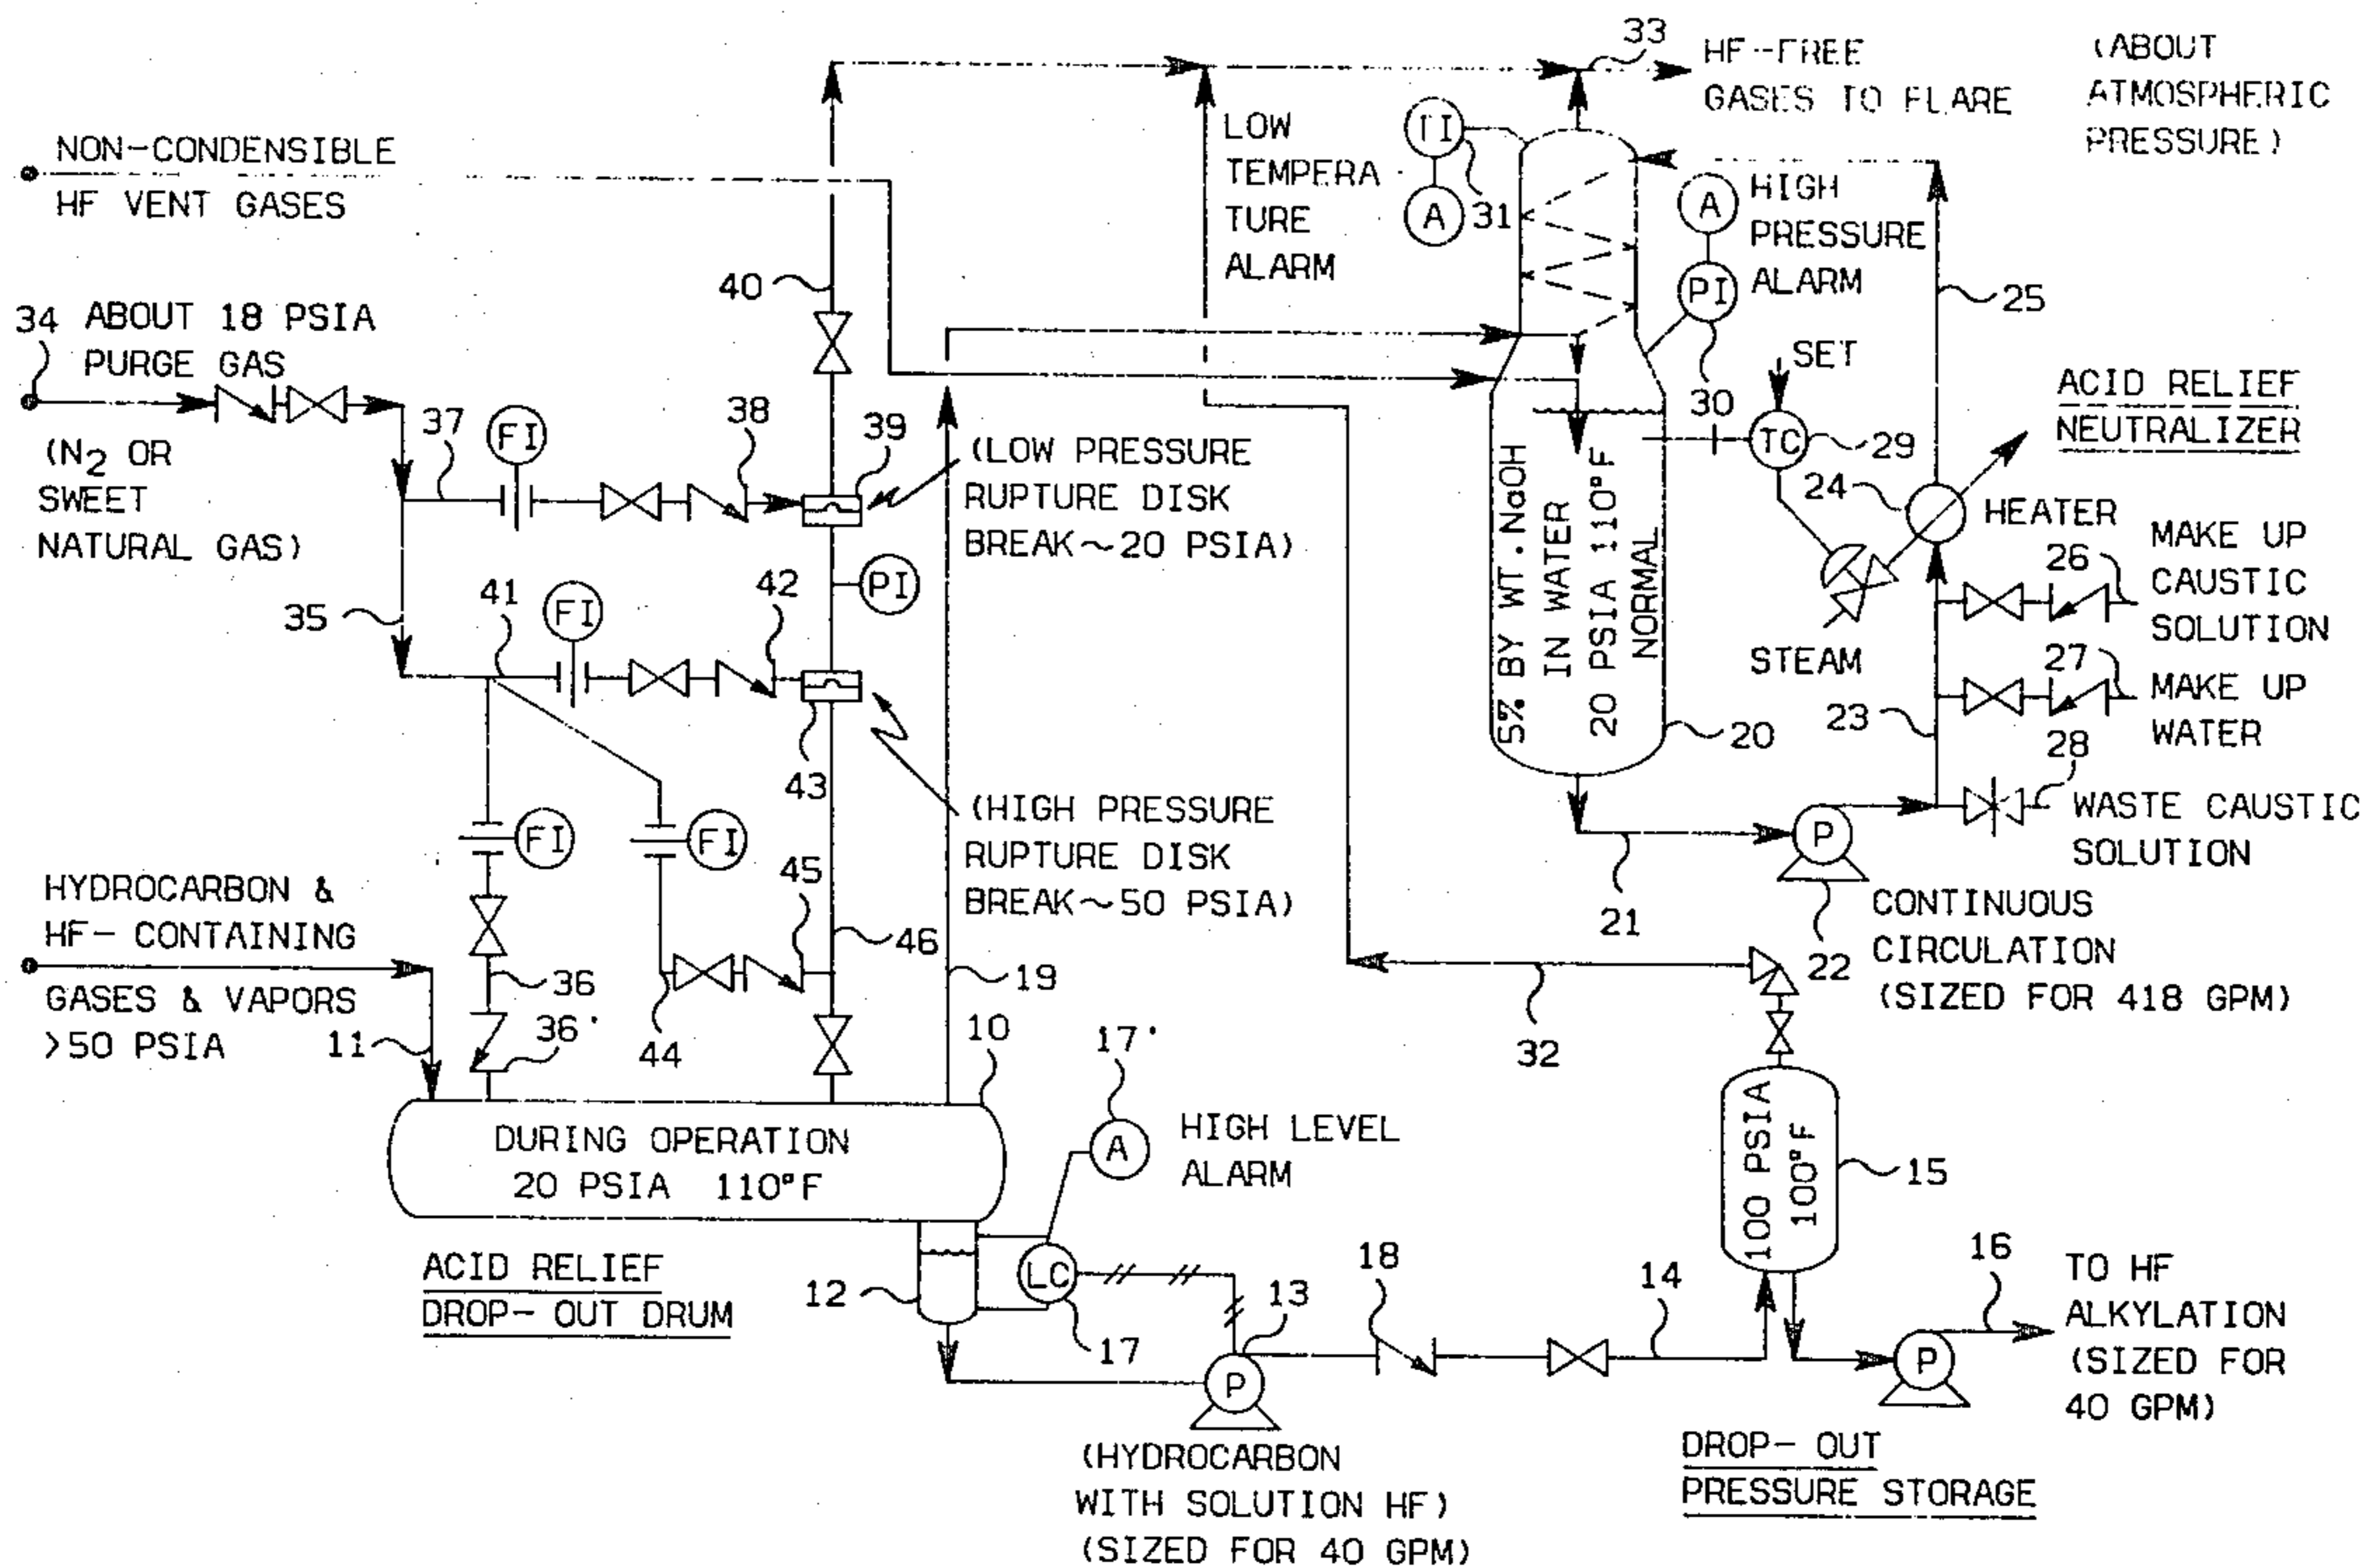 33
HF-FREE
GASES TO FLARE
(ABOUT
ATMOSPHERIC
PRESSURE)
NON-CONDENSIBLE
HF VENT GASES
LOW
TEMPERA
TURE
ALARM
TI
A
31
A
HIGH
PRESSURE
ALARM
PI
30
40
25
34
ABOUT 18 PSIA
PURGE GAS
(N2 OR
SWEET
NATURAL GAS)
37
FI
38
39
(LOW PRESSURE
RUPTURE DISK
BREAK~20 PSIA)
SET
TC
29
24
ACID RELIEF
NEUTRALIZER
HEATER
STEAM
5% BY WT. NaOH
IN WATER
20 PSIA 110°F
NORMAL
20
26
MAKE UP
CAUSTIC
SOLUTION
27
MAKE UP
WATER
23
28
WASTE CAUSTIC
SOLUTION
PI
35
41
FI
42
43
(HIGH PRESSURE
RUPTURE DISK
BREAK~50 PSIA)
FI
FI
45
46
19
21
P
22
CONTINUOUS
CIRCULATION
(SIZED FOR 418 GPM)
HYDROCARBON &
HF- CONTAINING
GASES & VAPORS
>50 PSIA
11
36
36'
44
10
17'
A
HIGH LEVEL
ALARM
32
100 PSIA
100°F
15
DURING OPERATION
20 PSIA 110°F
ACID RELIEF
DROP- OUT DRUM
12
LC
17
13
P
18
14
P
16
TO HF
ALKYLATION
(SIZED FOR
40 GPM)
(HYDROCARBON
WITH SOLUTION HF)
(SIZED FOR 40 GPM)
DROP- OUT
PRESSURE STORAGE